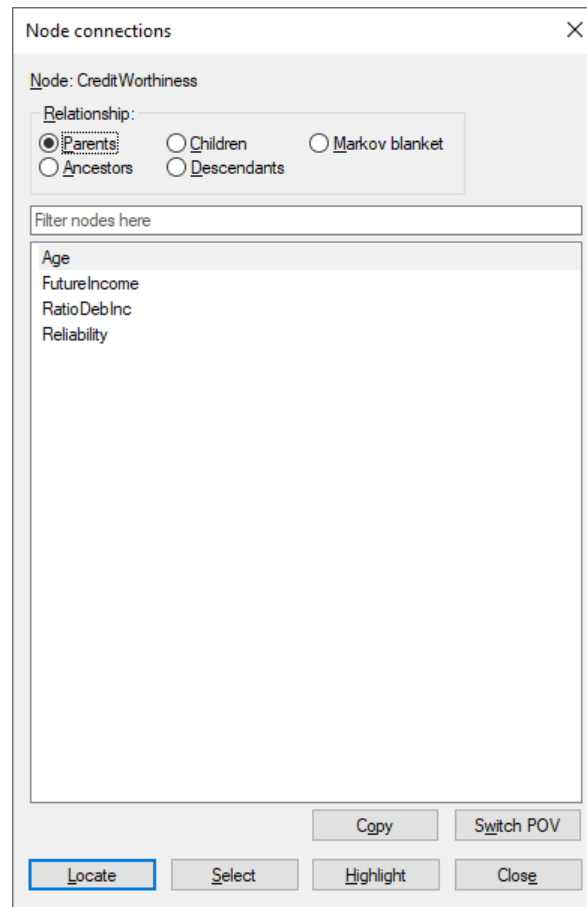 Node connections
Node: CreditWorthiness
Relationship:
Parents Children Markov blanket
Ancestors Descendants
Filter nodes here
Age
FutureIncome
RatioDebInc
Reliability
Copy Switch POV
Locate Select Highlight Close